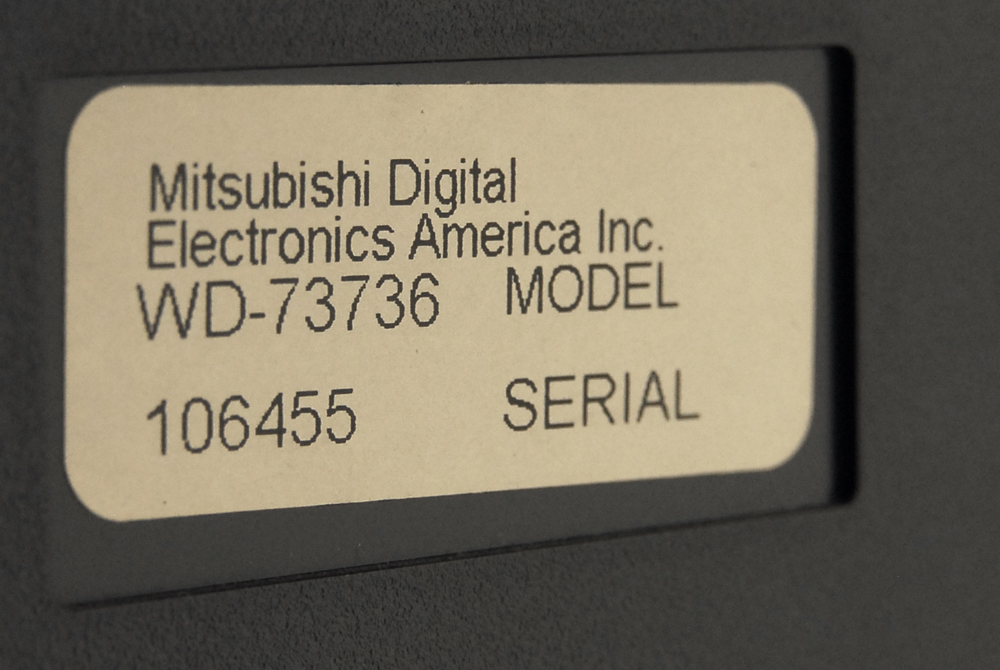 Mitsubishi Digital
Electronics America Inc.
WD-73736 MODEL
106455 SERIAL